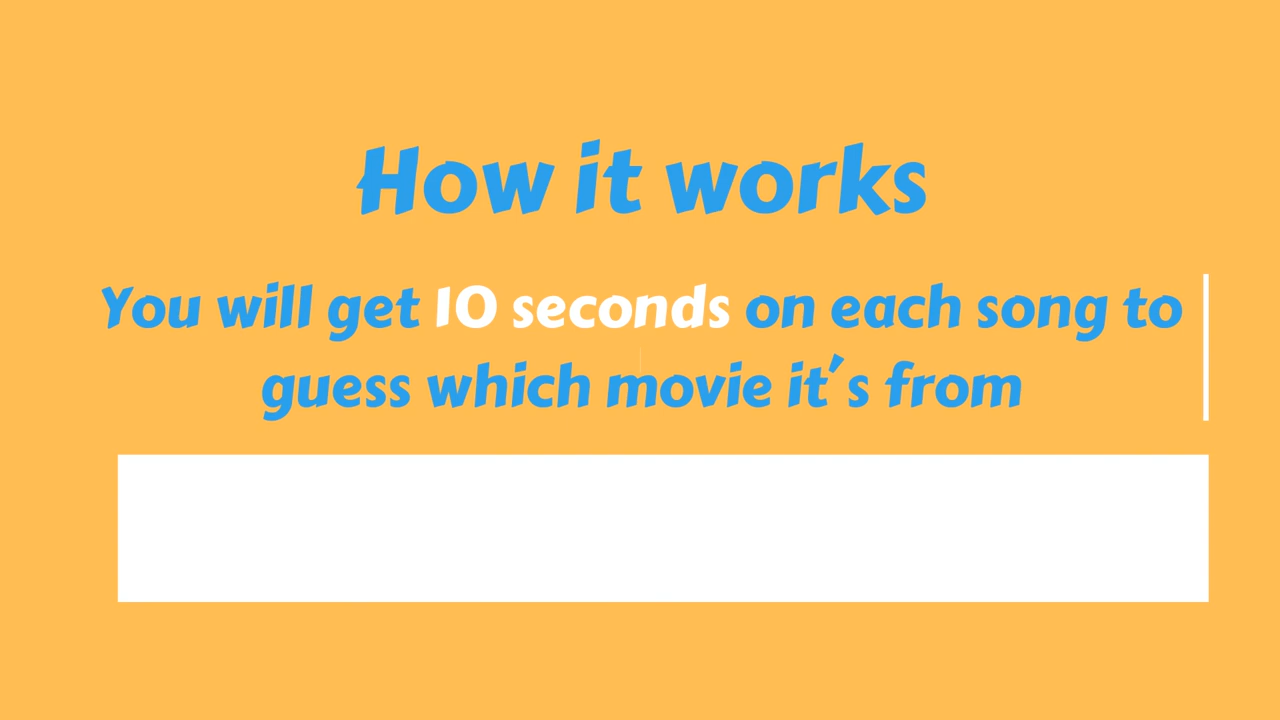 How it works
You will get 10 seconds on each song to
guess which movie it's from